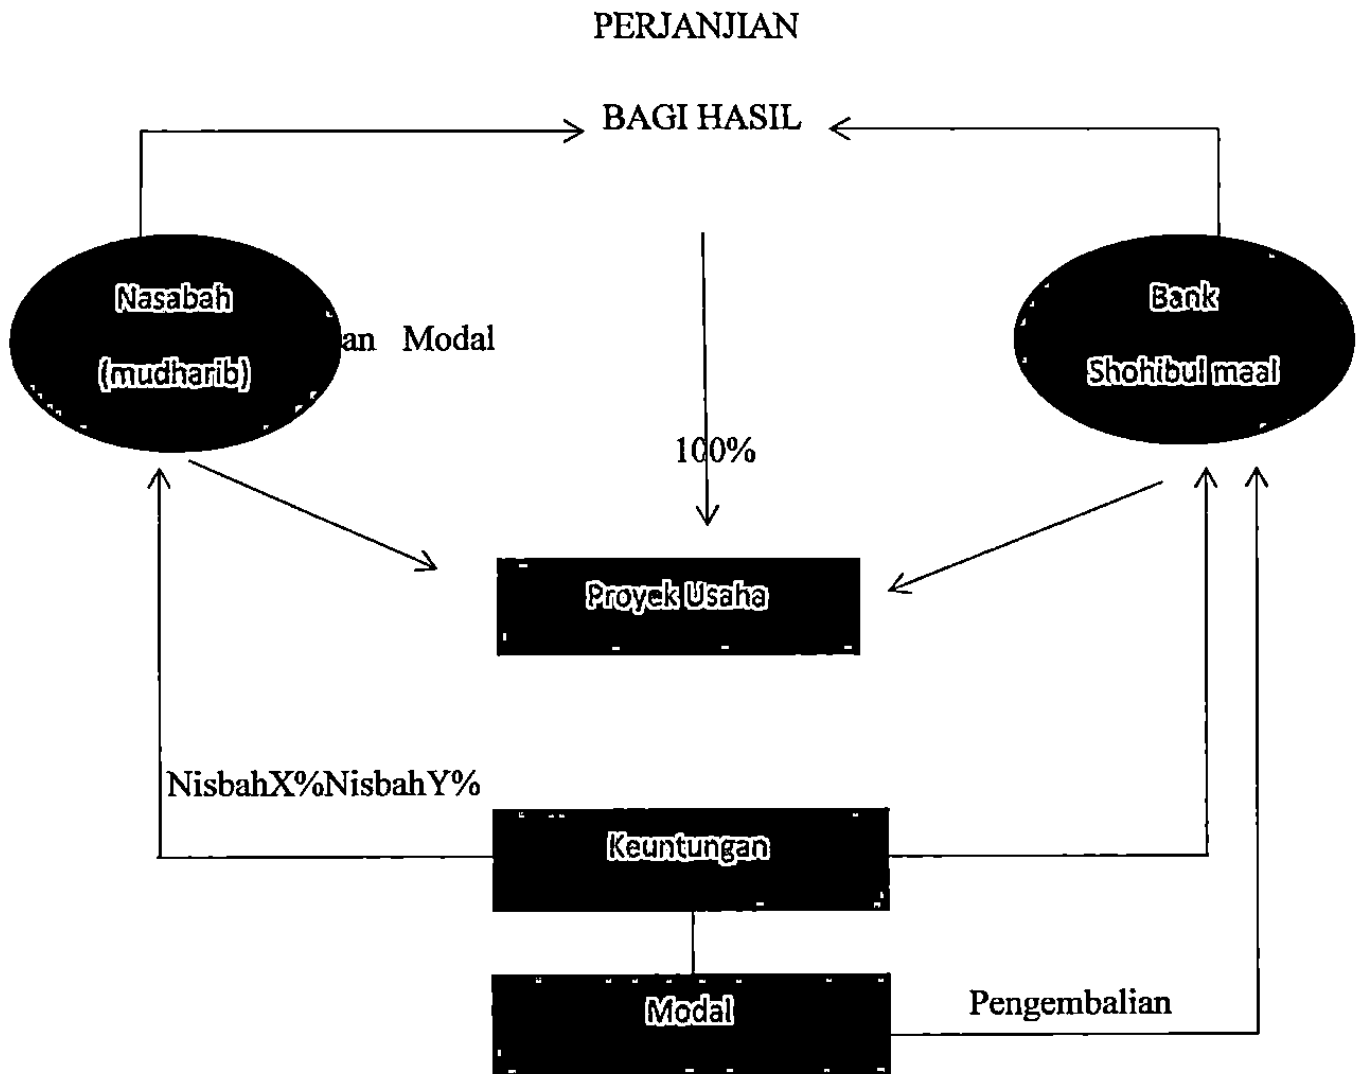 PERJANJIAN
BAGI HASIL
Nasabah
(mudharib)
an Modal
Bank
Shohibul maal
100%
Proyek Usaha
NisbahX%NisbahY%
Keuntungan
Modal
Pengembalian